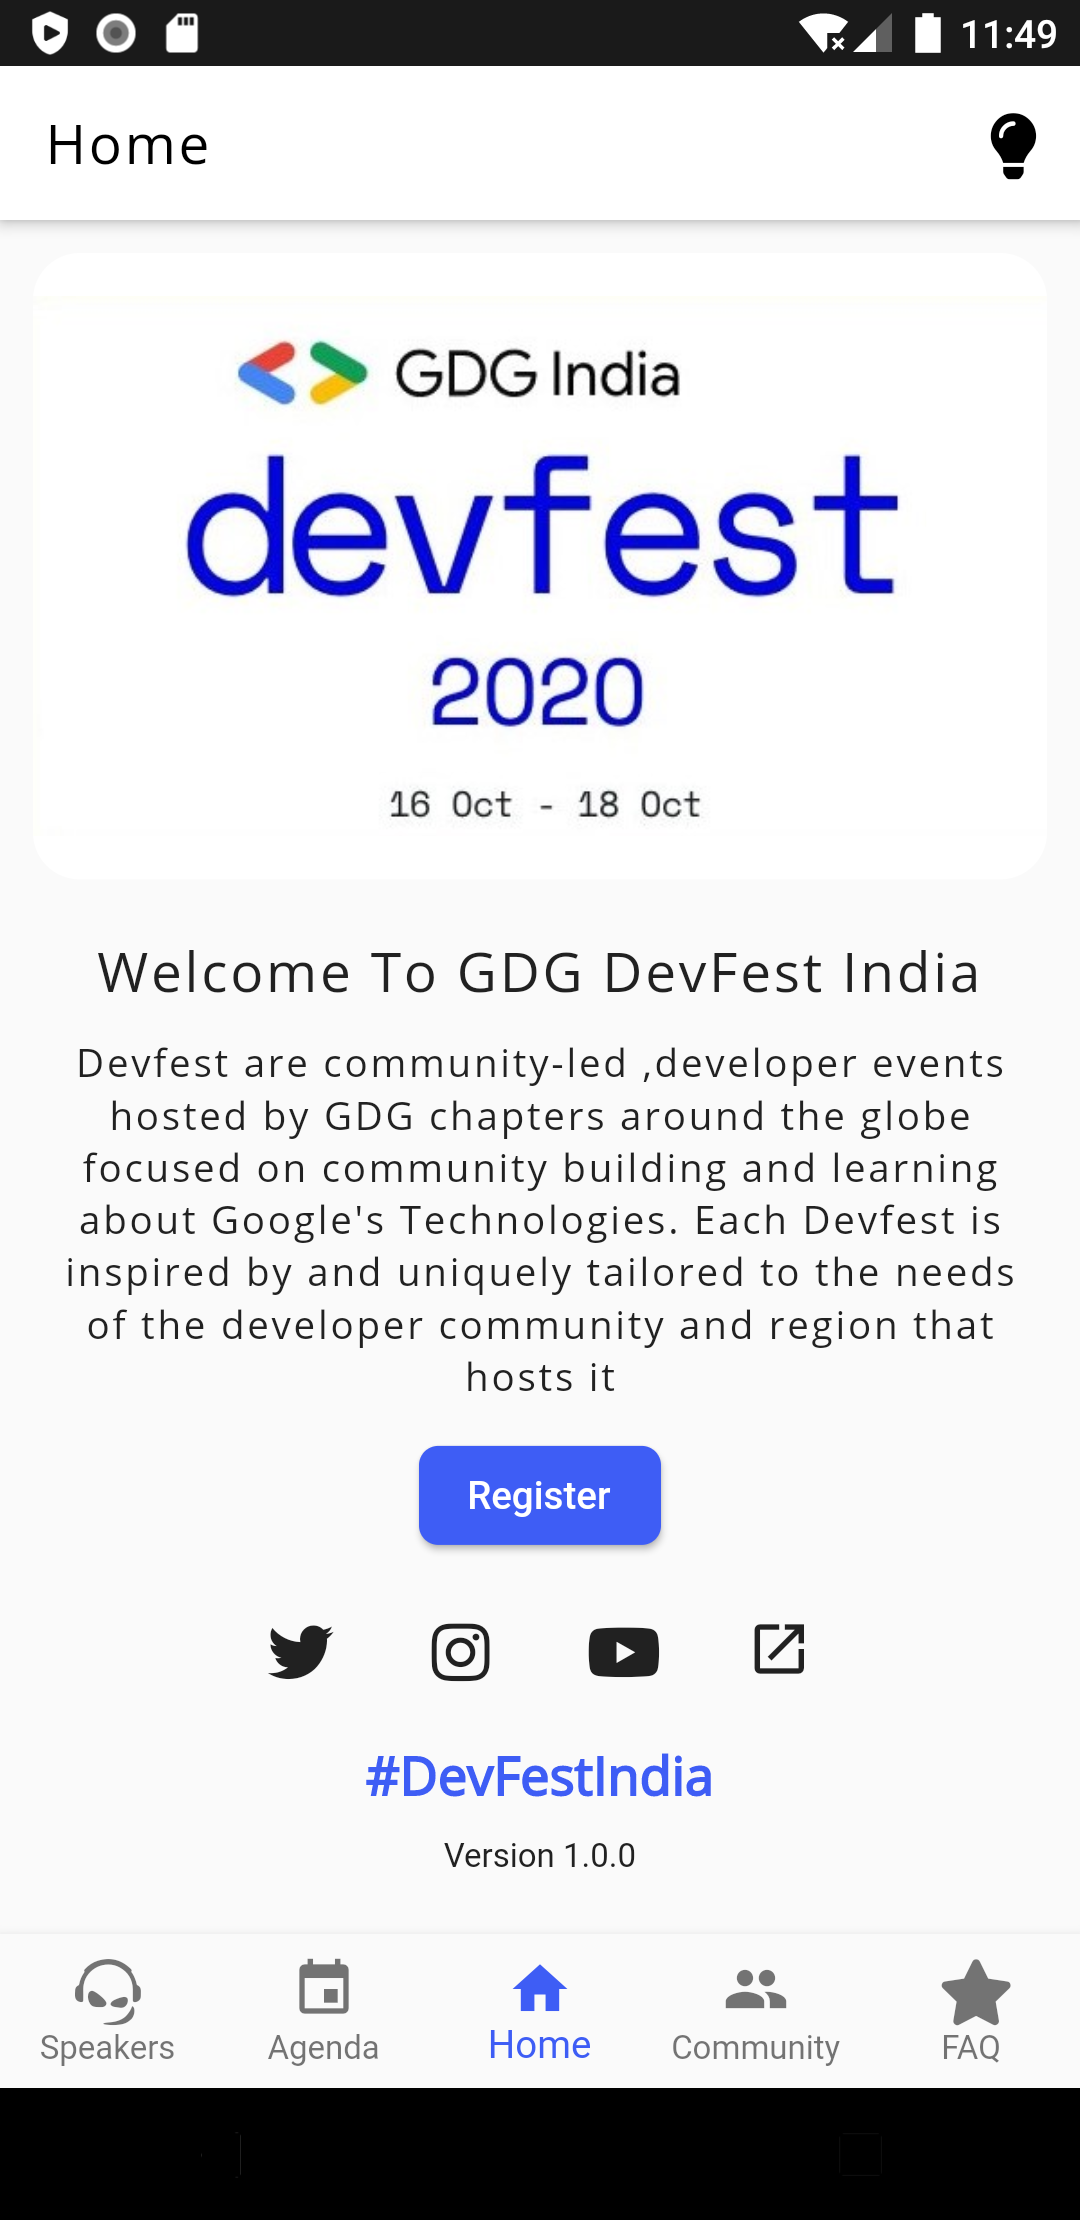 11:49
Home
GDG India
devfest
2020
16 Oct - 18 Oct
Welcome To GDG DevFest India
Devfest are community-led ,developer events
hosted by GDG chapters around the globe
focused on community building and learning
about Google's Technologies. Each Devfest is
inspired by and uniquely tailored to the needs
of the developer community and region that
hosts it
Register
#DevFestIndia
Version 1.0.0
Speakers
Agenda
Home
Community
FAQ